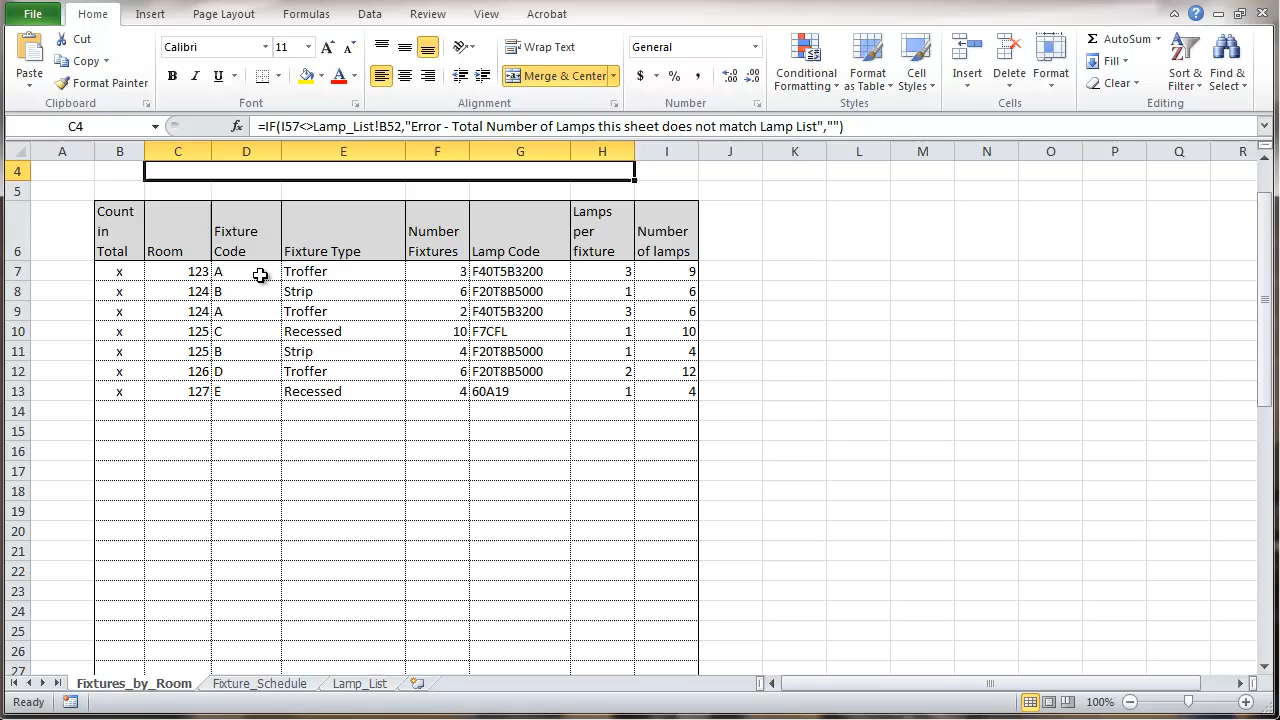 File Home Insert Page Layout Formulas Data Review View Acrobat
Paste Cut Copy Format Painter Clipboard
Calibri 11 A A B I U A Font
Wrap Text Merge & Center Alignment
General $ % , .0 .00 .00 .0 Number
Conditional Formatting Format as Table Cell Styles Styles
Insert Delete Format Cells
Σ AutoSum Fill Clear Sort & Filter Find & Select Editing
C4 fx =IF(I57<>Lamp_List!B52,"Error - Total Number of Lamps this sheet does not match Lamp List","")
A B C D E F G H I J K L M N O P Q R
4
5
6 Count in Total Room Fixture Code Fixture Type Number Fixtures Lamp Code Lamps per fixture Number of lamps
7 x 123 A Troffer 3 F40T5B3200 3 9
8 x 124 B Strip 6 F20T8B5000 1 6
9 x 124 A Troffer 2 F40T5B3200 3 6
10 x 125 C Recessed 10 F7CFL 1 10
11 x 125 B Strip 4 F20T8B5000 1 4
12 x 126 D Troffer 6 F20T8B5000 2 12
13 x 127 E Recessed 4 60A19 1 4
14
15
16
17
18
19
20
21
22
23
24
25
26
27
Fixtures_by_Room Fixture_Schedule Lamp_List
Ready 100%